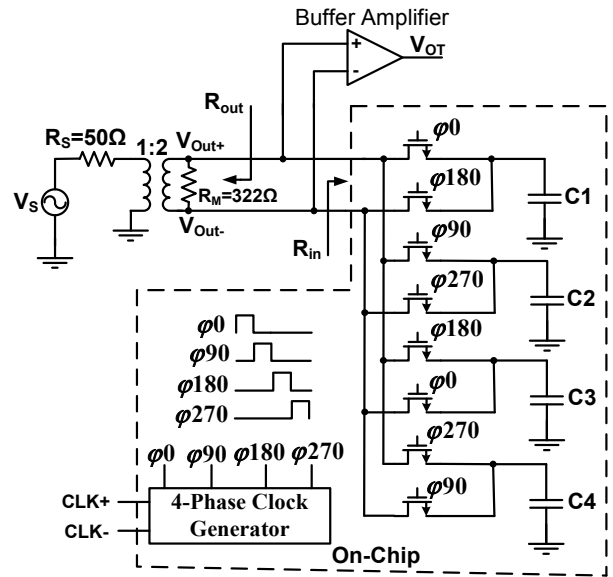 Buffer Amplifier
+
-
V_OT
R_out
R_S=50Ω
1:2
V_Out+
V_S
R_M=322Ω
V_Out-
R_in
φ0
φ180
C1
φ90
φ270
C2
φ180
φ0
C3
φ270
φ90
C4
φ0
φ90
φ180
φ270
φ0 φ90 φ180 φ270
CLK+
CLK-
4-Phase Clock
Generator
On-Chip